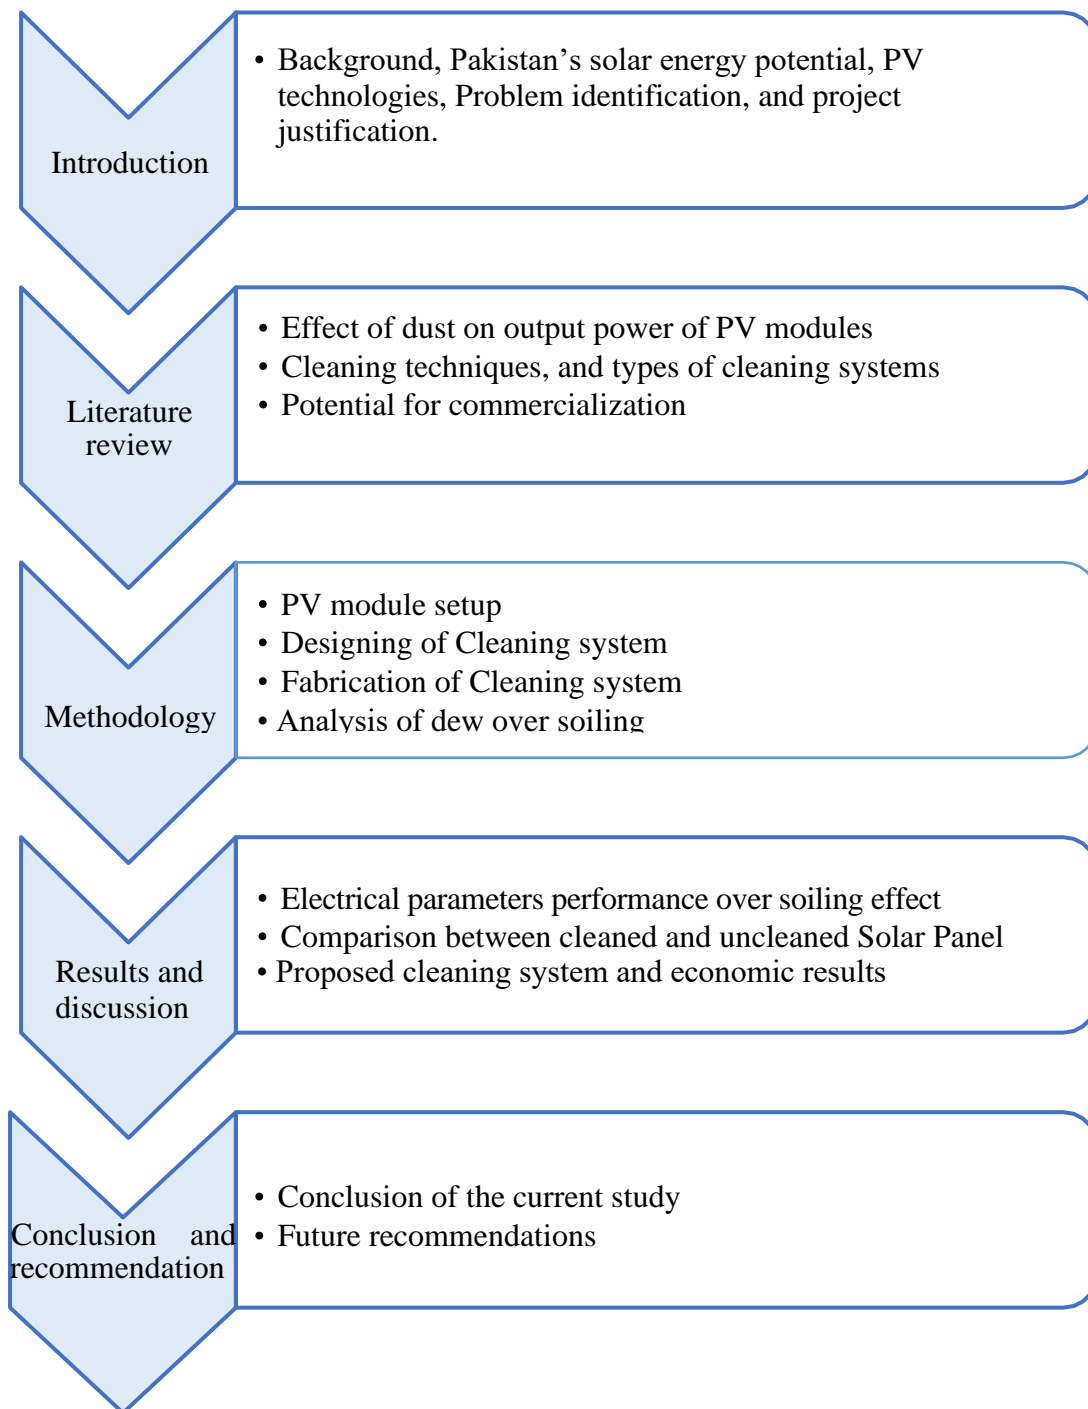 Introduction
• Background, Pakistan’s solar energy potential, PV
technologies, Problem identification, and project
justification.
Literature
review
• Effect of dust on output power of PV modules
• Cleaning techniques, and types of cleaning systems
• Potential for commercialization
Methodology
• PV module setup
• Designing of Cleaning system
• Fabrication of Cleaning system
• Analysis of dew over soiling
Results and
discussion
• Electrical parameters performance over soiling effect
• Comparison between cleaned and uncleaned Solar Panel
• Proposed cleaning system and economic results
Conclusion and
recommendation
• Conclusion of the current study
• Future recommendations